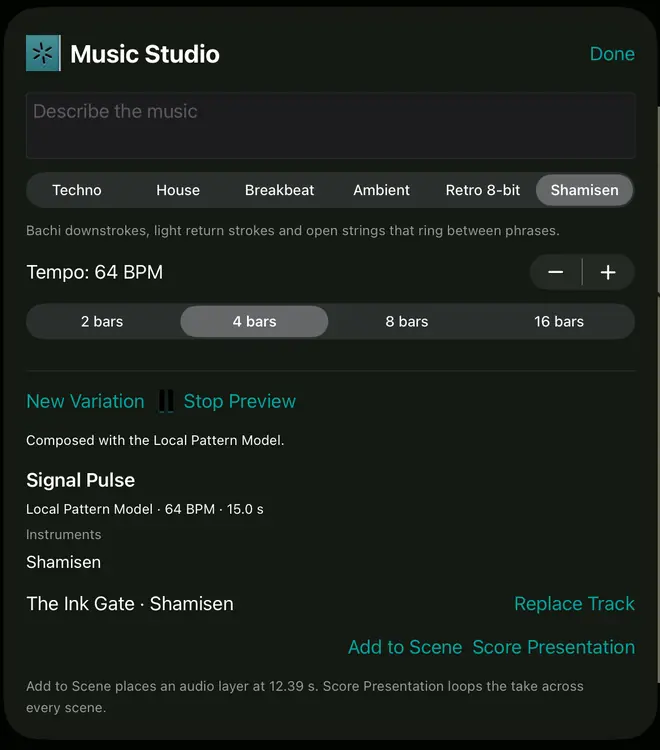 Music Studio
Done
Describe the music
Techno House Breakbeat Ambient Retro 8-bit Shamisen
Bachi downstrokes, light return strokes and open strings that ring between phrases.
Tempo: 64 BPM
− +
2 bars 4 bars 8 bars 16 bars
New Variation Stop Preview
Composed with the Local Pattern Model.
Signal Pulse
Local Pattern Model · 64 BPM · 15.0 s
Instruments
Shamisen
The Ink Gate · Shamisen Replace Track
Add to Scene Score Presentation
Add to Scene places an audio layer at 12.39 s. Score Presentation loops the take across
every scene.